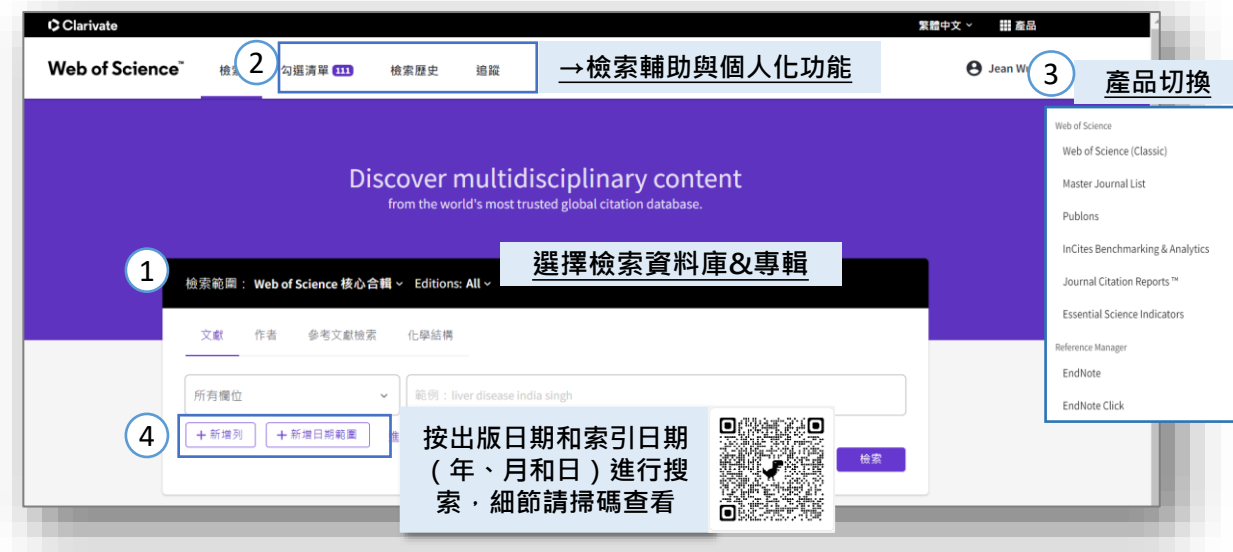 Clarivate
繁體中文
產品
Web of Science™
檢索
2
勾選清單 111
檢索歷史
追蹤
→檢索輔助與個人化功能
Jean
3
產品切換
Web of Science
Web of Science (Classic)
Master Journal List
Publons
InCites Benchmarking & Analytics
Journal Citation Reports ™
Essential Science Indicators
Reference Manager
EndNote
EndNote Click
Discover multidisciplinary content
from the world's most trusted global citation database.
1
選擇檢索資料庫&專輯
檢索範圍： Web of Science 核心合輯 Editions: All
文獻
作者
參考文獻檢索
化學結構
所有欄位
範例：liver disease india singh
4
+ 新增列
+ 新增日期範圍
進
檢索
按出版日期和索引日期
（年、月和日）進行搜
索，細節請掃碼查看